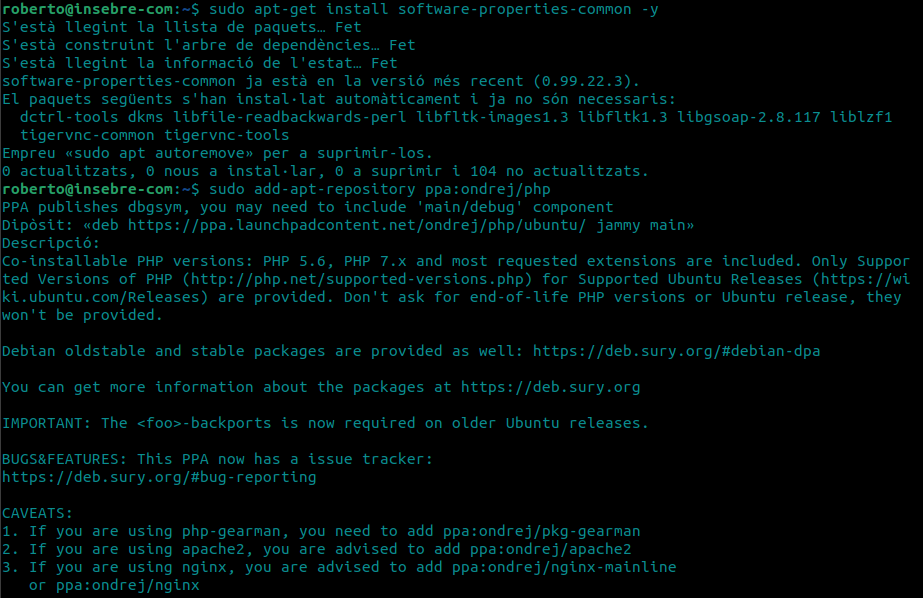 roberto@insebre-com:~$ sudo apt-get install software-properties-common -y
S'està llegint la llista de paquets… Fet
S'està construint l'arbre de dependències… Fet
S'està llegint la informació de l'estat… Fet
software-properties-common ja està en la versió més recent (0.99.22.3).
El paquets següents s'han instal·lat automàticament i ja no són necessaris:
  dctrl-tools dkms libfile-readbackwards-perl libfltk-images1.3 libfltk1.3 libgsoap-2.8.117 liblzf1
  tigervnc-common tigervnc-tools
Empreu «sudo apt autoremove» per a suprimir-los.
0 actualitzats, 0 nous a instal·lar, 0 a suprimir i 104 no actualitzats.
roberto@insebre-com:~$ sudo add-apt-repository ppa:ondrej/php
PPA publishes dbgsym, you may need to include 'main/debug' component
Dipòsit: «deb https://ppa.launchpadcontent.net/ondrej/php/ubuntu/ jammy main»
Descripció:
Co-installable PHP versions: PHP 5.6, PHP 7.x and most requested extensions are included. Only Suppor
ted Versions of PHP (http://php.net/supported-versions.php) for Supported Ubuntu Releases (https://wi
ki.ubuntu.com/Releases) are provided. Don't ask for end-of-life PHP versions or Ubuntu release, they
won't be provided.

Debian oldstable and stable packages are provided as well: https://deb.sury.org/#debian-dpa

You can get more information about the packages at https://deb.sury.org

IMPORTANT: The <foo>-backports is now required on older Ubuntu releases.

BUGS&FEATURES: This PPA now has a issue tracker:
https://deb.sury.org/#bug-reporting

CAVEATS:
1. If you are using php-gearman, you need to add ppa:ondrej/pkg-gearman
2. If you are using apache2, you are advised to add ppa:ondrej/apache2
3. If you are using nginx, you are advised to add ppa:ondrej/nginx-mainline
   or ppa:ondrej/nginx